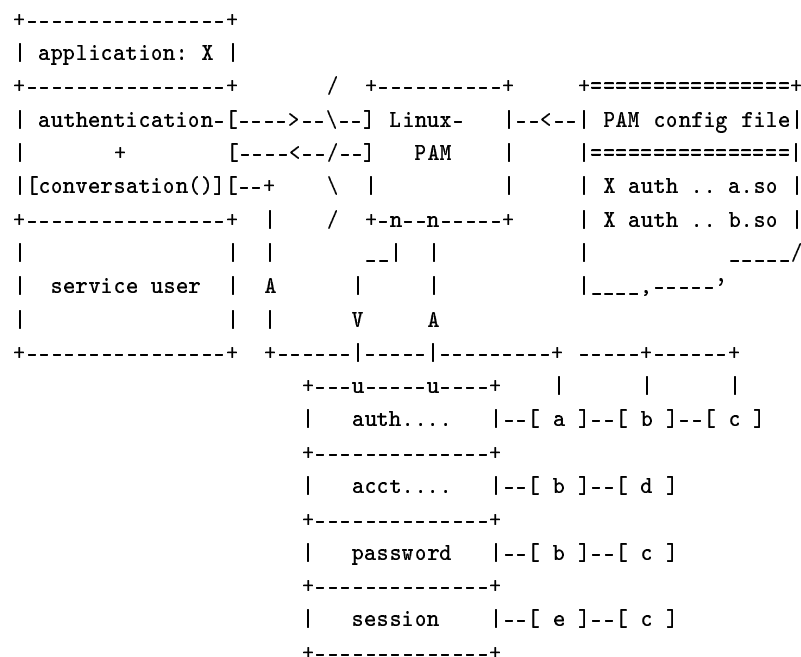 +----------------+
| application: X |
+----------------+       /  +----------+      +================+
| authentication-[---->--\--] Linux-   |--<--| PAM config file|
|       +        [----<--/--]   PAM    |      |================|
|[conversation()][--+    \  |          |      | X auth .. a.so |
+----------------+  |    /  +-n--n-----+      | X auth .. b.so |
|                |  |       __|  |            |           _____/
|  service user  |  A      |     |            |____,-----'
|                |  |      V     A
+----------------+  +------|-----|---------+ -----+------+
                       +---u-----u----+    |      |      |
                       |   auth....   |--[ a ]--[ b ]--[ c ]
                       +--------------+
                       |   acct....   |--[ b ]--[ d ]
                       +--------------+
                       |   password   |--[ b ]--[ c ]
                       +--------------+
                       |   session    |--[ e ]--[ c ]
                       +--------------+